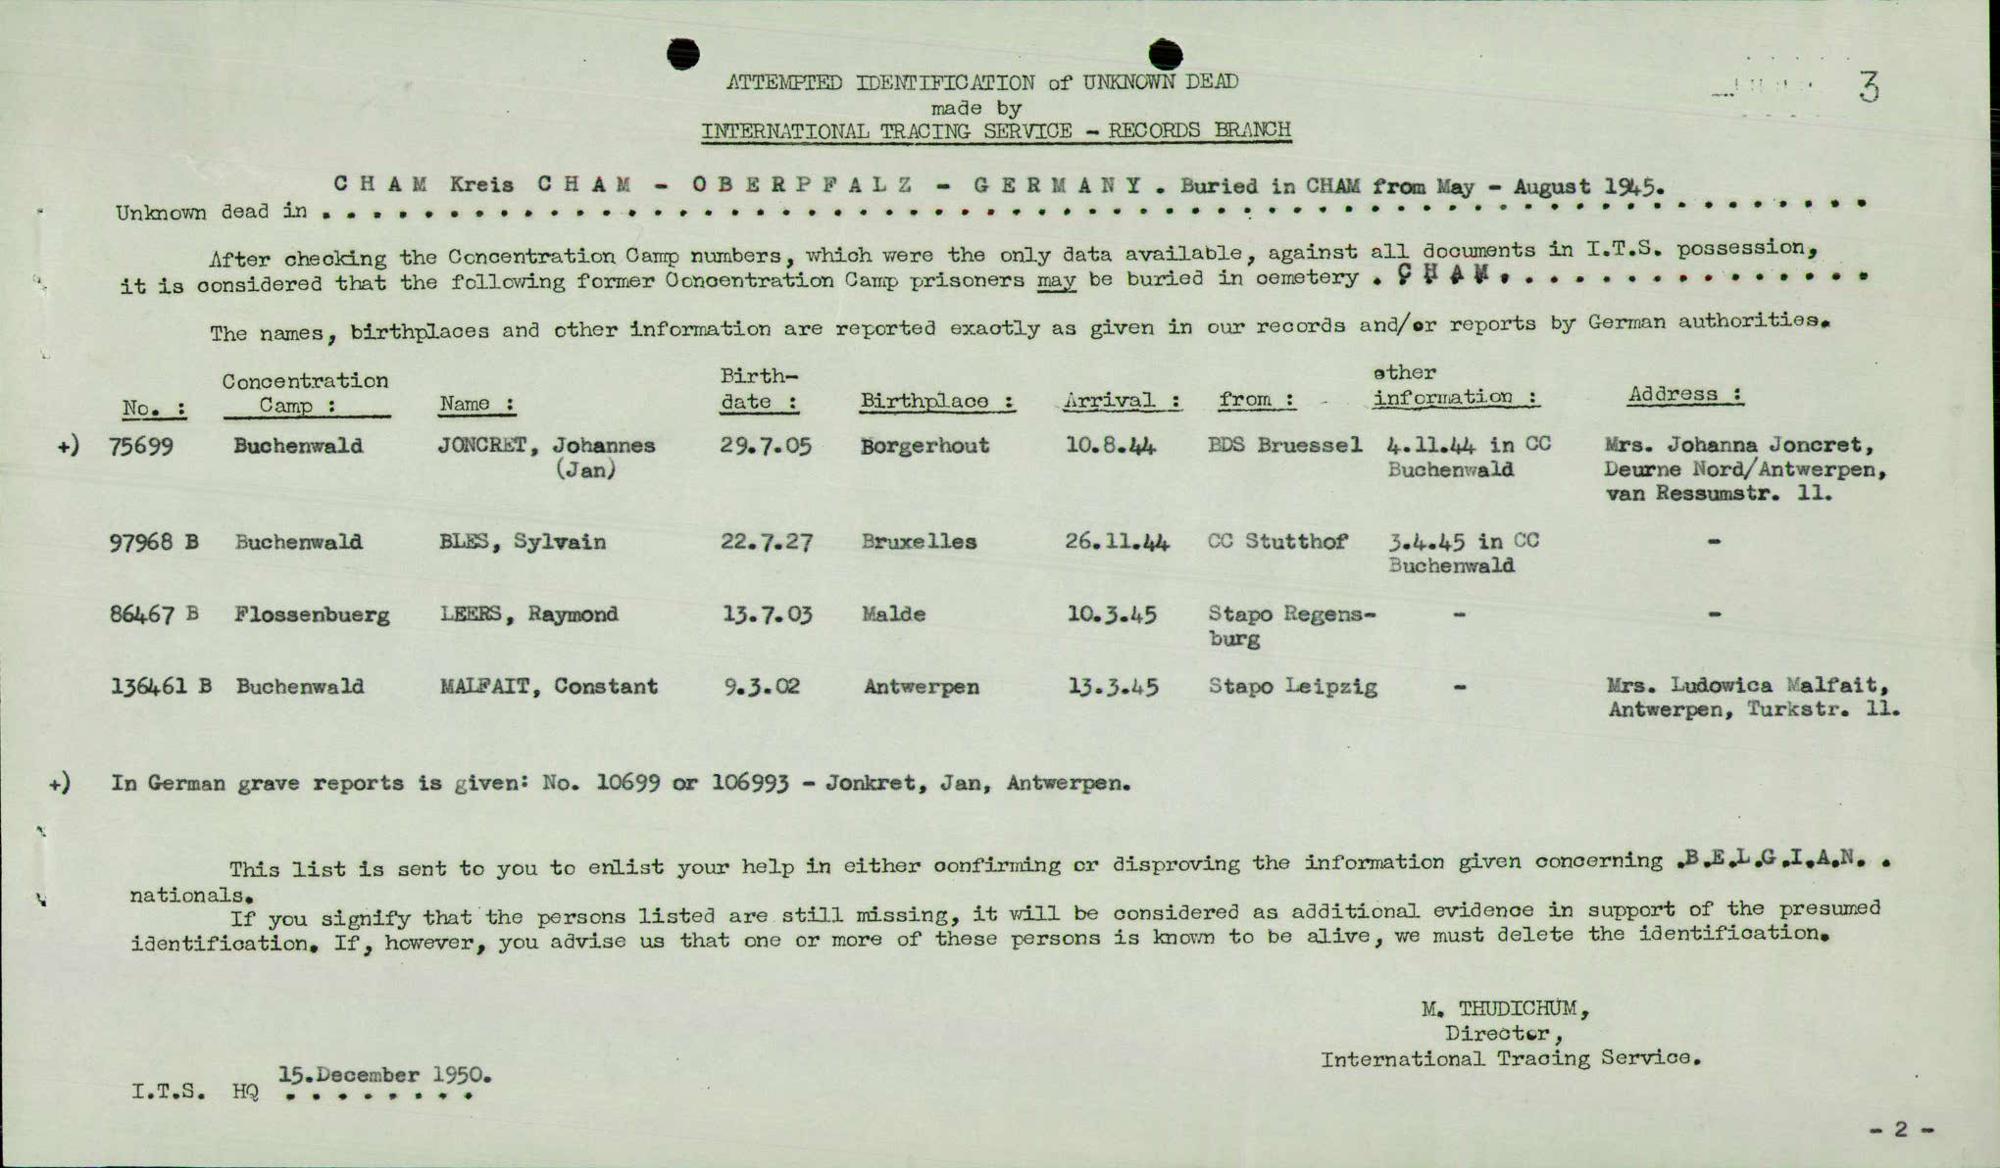 3
ATTEMPTED IDENTIFICATION of UNKNOWN DEAD
made by
INTERNATIONAL TRACING SERVICE - RECORDS BRANCH
C H A M Kreis C H A M - O B E R P F A L Z - G E R M A N Y . Buried in CHAM from May - August 1945.
Unknown dead in . . . . . . . . . . . . . . . . . . . . . . . . . . . . . . . . . . . . . . . . . . . . . . . . . . . . . . . . . . . . .
After checking the Concentration Camp numbers, which were the only data available, against all documents in I.T.S. possession,
it is considered that the following former Concentration Camp prisoners may be buried in cemetery . C H A M. . . . . . . . . . . . . . .
The names, birthplaces and other information are reported exactly as given in our records and/or reports by German authorities.
No. : Concentration Camp : Name : Birth-date : Birthplace : Arrival : from : - other information : Address :
+) 75699 Buchenwald JONCRET, Johannes 29.7.05 Borgerhout 10.8.44 BDS Bruessel 4.11.44 in CC Mrs. Johanna Joncret,
(Jan) Buchenwald Deurne Nord/Antwerpen,
van Ressumstr. 11.
97968 B Buchenwald BLES, Sylvain 22.7.27 Bruxelles 26.11.44 CC Stutthof 3.4.45 in CC -
Buchenwald
86467 B Flossenbuerg LEERS, Raymond 13.7.03 Malde 10.3.45 Stapo Regens- - -
burg
136461 B Buchenwald MALFAIT, Constant 9.3.02 Antwerpen 13.3.45 Stapo Leipzig - Mrs. Ludowica Malfait,
Antwerpen, Turkstr. 11.
+) In German grave reports is given: No. 10699 or 106993 - Jonkret, Jan, Antwerpen.
This list is sent to you to enlist your help in either confirming or disproving the information given concerning .B.E.L.G.I.A.N. .
nationals.
If you signify that the persons listed are still missing, it will be considered as additional evidence in support of the presumed
identification. If, however, you advise us that one or more of these persons is known to be alive, we must delete the identification.
M. THUDICHUM,
Director,
International Tracing Service.
15.December 1950.
I.T.S. HQ . . . . . . . .
- 2 -